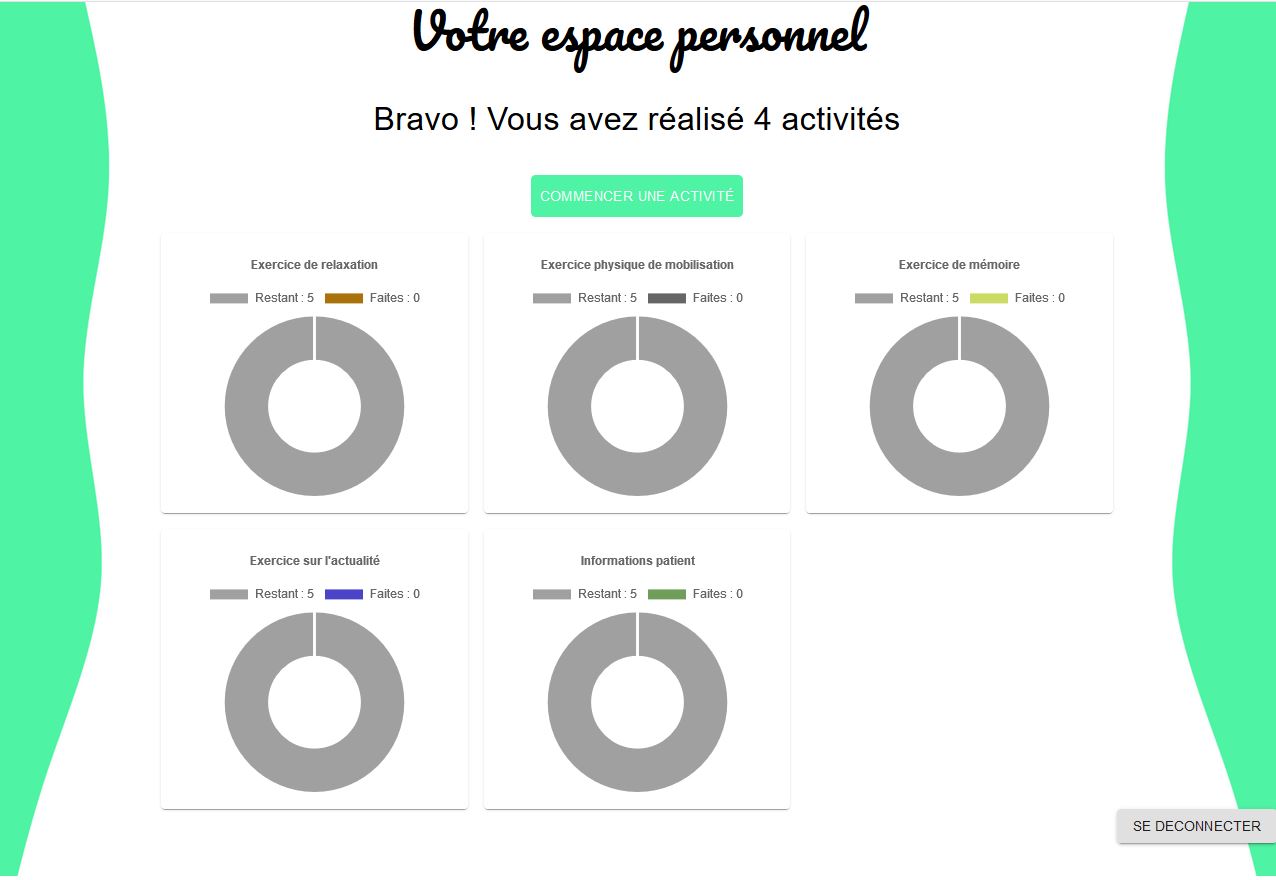 Votre espace personnel
Bravo ! Vous avez réalisé 4 activités
COMMENCER UNE ACTIVITÉ
Exercice de relaxation
Restant : 5 Faites : 0
Exercice physique de mobilisation
Restant : 5 Faites : 0
Exercice de mémoire
Restant : 5 Faites : 0
Exercice sur l'actualité
Restant : 5 Faites : 0
Informations patient
Restant : 5 Faites : 0
SE DECONNECTER